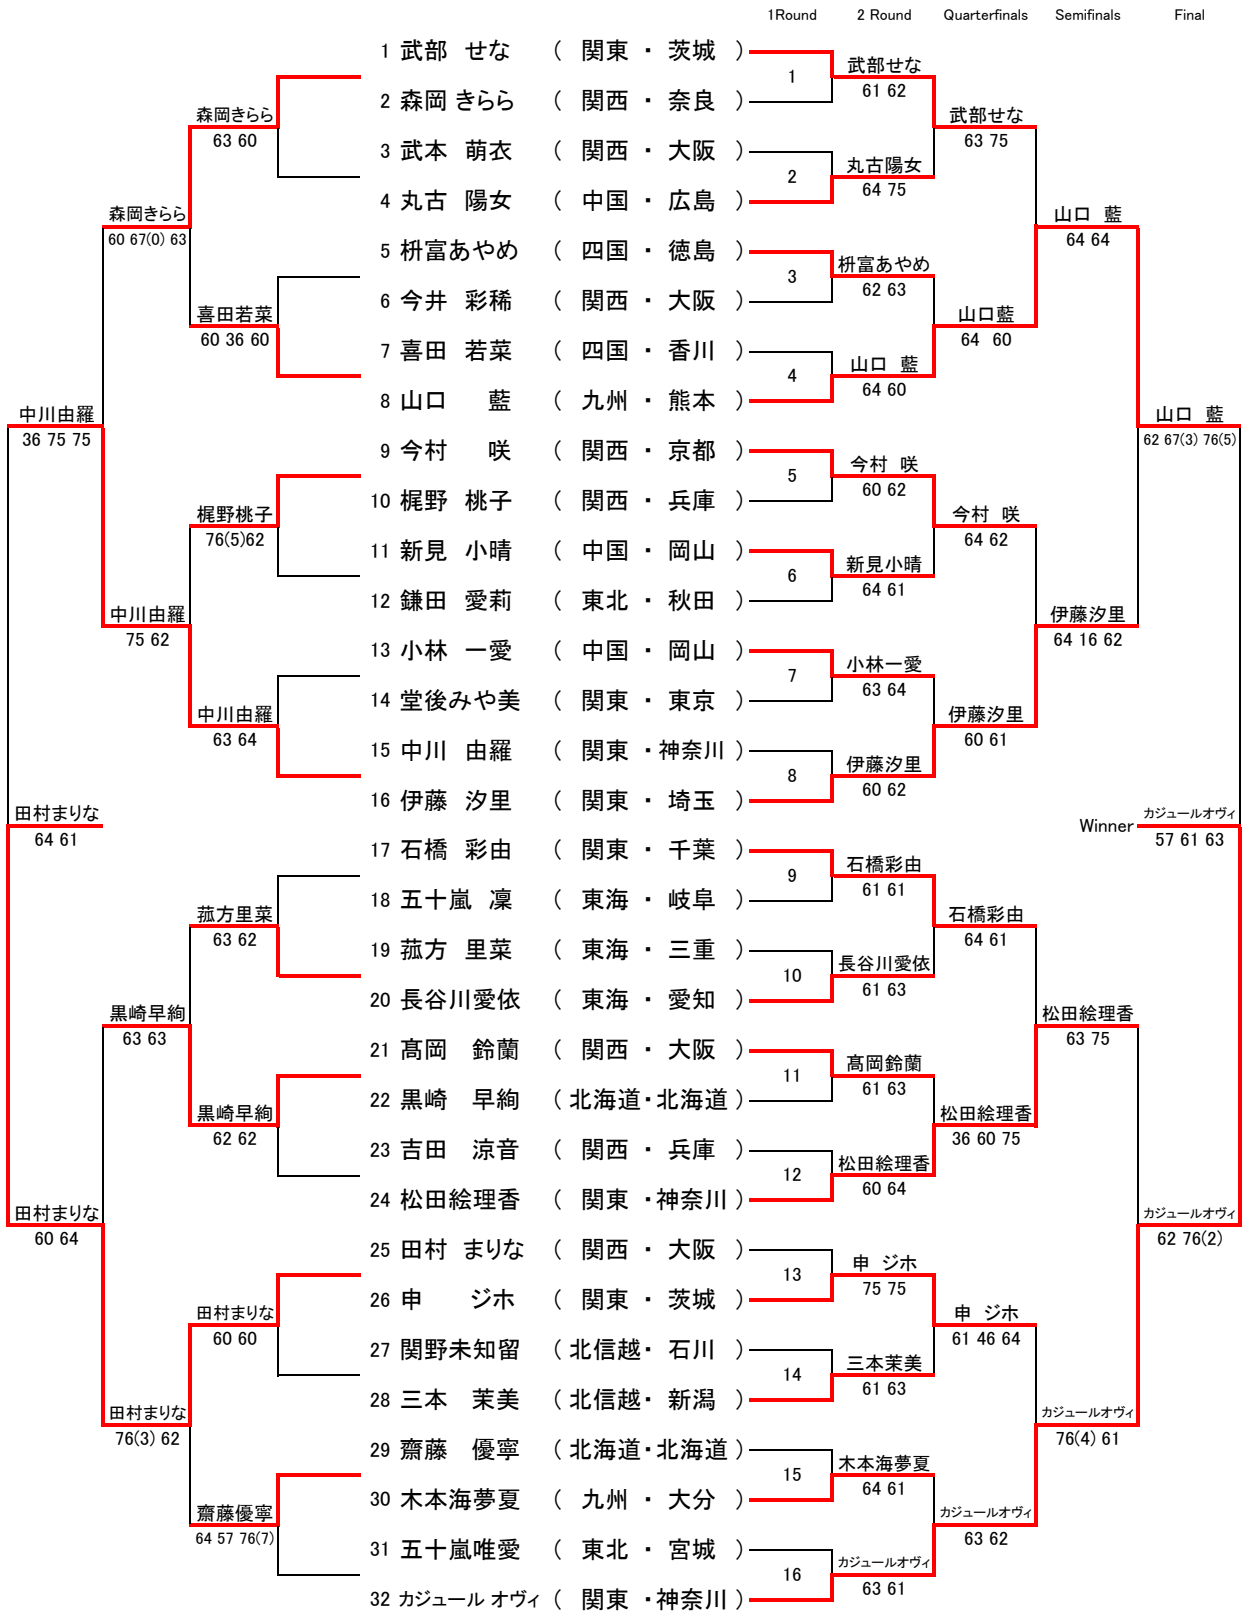 1Round 2 Round Quarterfinals Semifinals Final
1 武部 せな ( 関東 ・ 茨城 )
武部せな
1
61 62
2 森岡 きらら ( 関西 ・ 奈良 )
森岡きらら
63 60
武部せな
63 75
3 武本 萌衣 ( 関西 ・ 大阪 )
丸古陽女
2
64 75
4 丸古 陽女 ( 中国 ・ 広島 )
森岡きらら
60 67(0) 63
山口 藍
64 64
5 枡富あやめ ( 四国 ・ 徳島 )
枡富あやめ
3
62 63
6 今井 彩稀 ( 関西 ・ 大阪 )
喜田若菜
60 36 60
山口藍
64 60
7 喜田 若菜 ( 四国 ・ 香川 )
山口 藍
4
64 60
8 山口 藍 ( 九州 ・ 熊本 )
中川由羅
36 75 75
山口 藍
62 67(3) 76(5)
9 今村 咲 ( 関西 ・ 京都 )
今村 咲
5
60 62
10 梶野 桃子 ( 関西 ・ 兵庫 )
梶野桃子
76(5)62
今村 咲
64 62
11 新見 小晴 ( 中国 ・ 岡山 )
新見小晴
6
64 61
12 鎌田 愛莉 ( 東北 ・ 秋田 )
中川由羅
75 62
伊藤汐里
64 16 62
13 小林 一愛 ( 中国 ・ 岡山 )
小林一愛
7
63 64
14 堂後みや美 ( 関東 ・ 東京 )
中川由羅
63 64
伊藤汐里
60 61
15 中川 由羅 ( 関東 ・神奈川 )
伊藤汐里
8
60 62
16 伊藤 汐里 ( 関東 ・ 埼玉 )
田村まりな
64 61
Winner
カジュールオヴィ
57 61 63
17 石橋 彩由 ( 関東 ・ 千葉 )
石橋彩由
9
61 61
18 五十嵐 凜 ( 東海 ・ 岐阜 )
菰方里菜
63 62
石橋彩由
64 61
19 菰方 里菜 ( 東海 ・ 三重 )
長谷川愛依
10
61 63
20 長谷川愛依 ( 東海 ・ 愛知 )
黒崎早絢
63 63
松田絵理香
63 75
21 髙岡 鈴蘭 ( 関西 ・ 大阪 )
髙岡鈴蘭
11
61 63
22 黒崎 早絢 ( 北海道・北海道 )
黒崎早絢
62 62
松田絵理香
36 60 75
23 吉田 涼音 ( 関西 ・ 兵庫 )
松田絵理香
12
60 64
24 松田絵理香 ( 関東 ・神奈川 )
田村まりな
60 64
カジュールオヴィ
62 76(2)
25 田村 まりな ( 関西 ・ 大阪 )
申 ジホ
13
75 75
26 申 ジホ ( 関東 ・ 茨城 )
田村まりな
60 60
申 ジホ
61 46 64
27 関野未知留 ( 北信越・ 石川 )
三本茉美
14
61 63
28 三本 茉美 ( 北信越・ 新潟 )
田村まりな
76(3) 62
カジュールオヴィ
76(4) 61
29 齋藤 優寧 ( 北海道・北海道 )
木本海夢夏
15
64 61
30 木本海夢夏 ( 九州 ・ 大分 )
齋藤優寧
64 57 76(7)
カジュールオヴィ
63 62
31 五十嵐唯愛 ( 東北 ・ 宮城 )
カジュールオヴィ
16
63 61
32 カジュール オヴィ ( 関東 ・神奈川 )